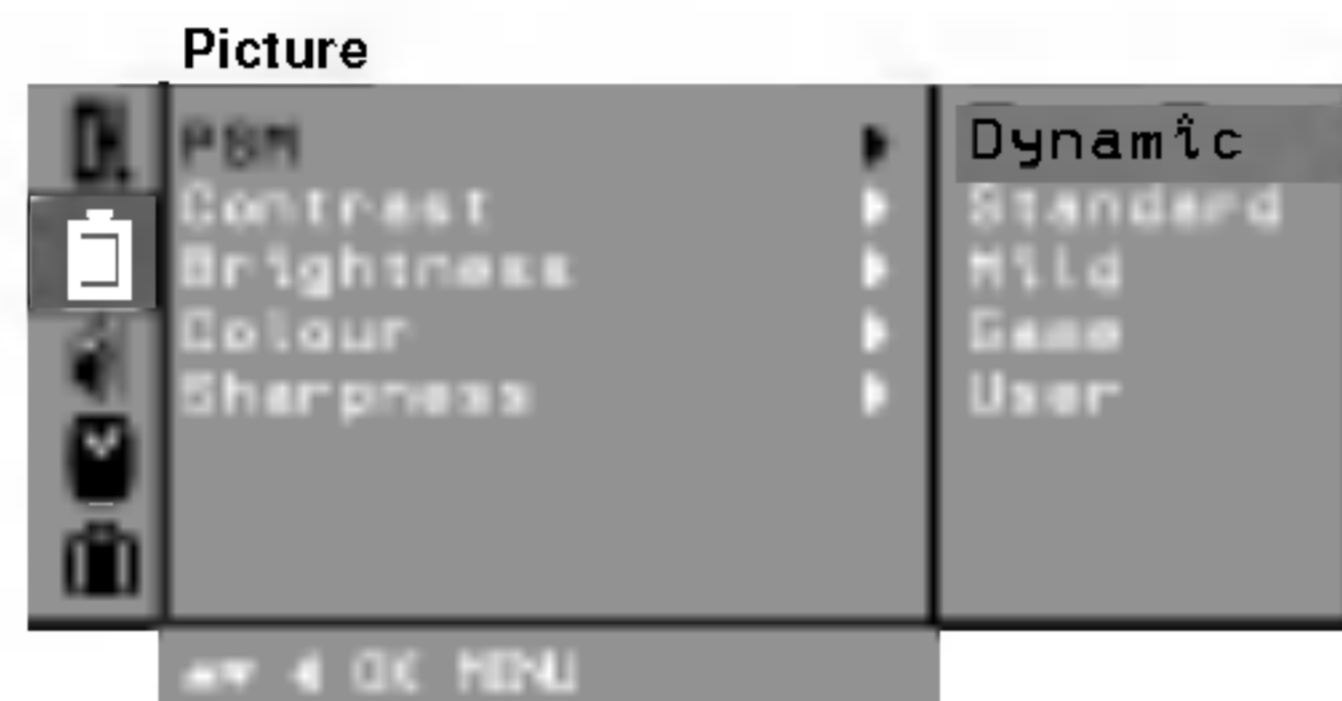 Picture
PSM
Contrast
Brightness
Colour
Sharpness
Dynamic
Standard
Mild
Game
User
▲▼ ◀ OK MENU